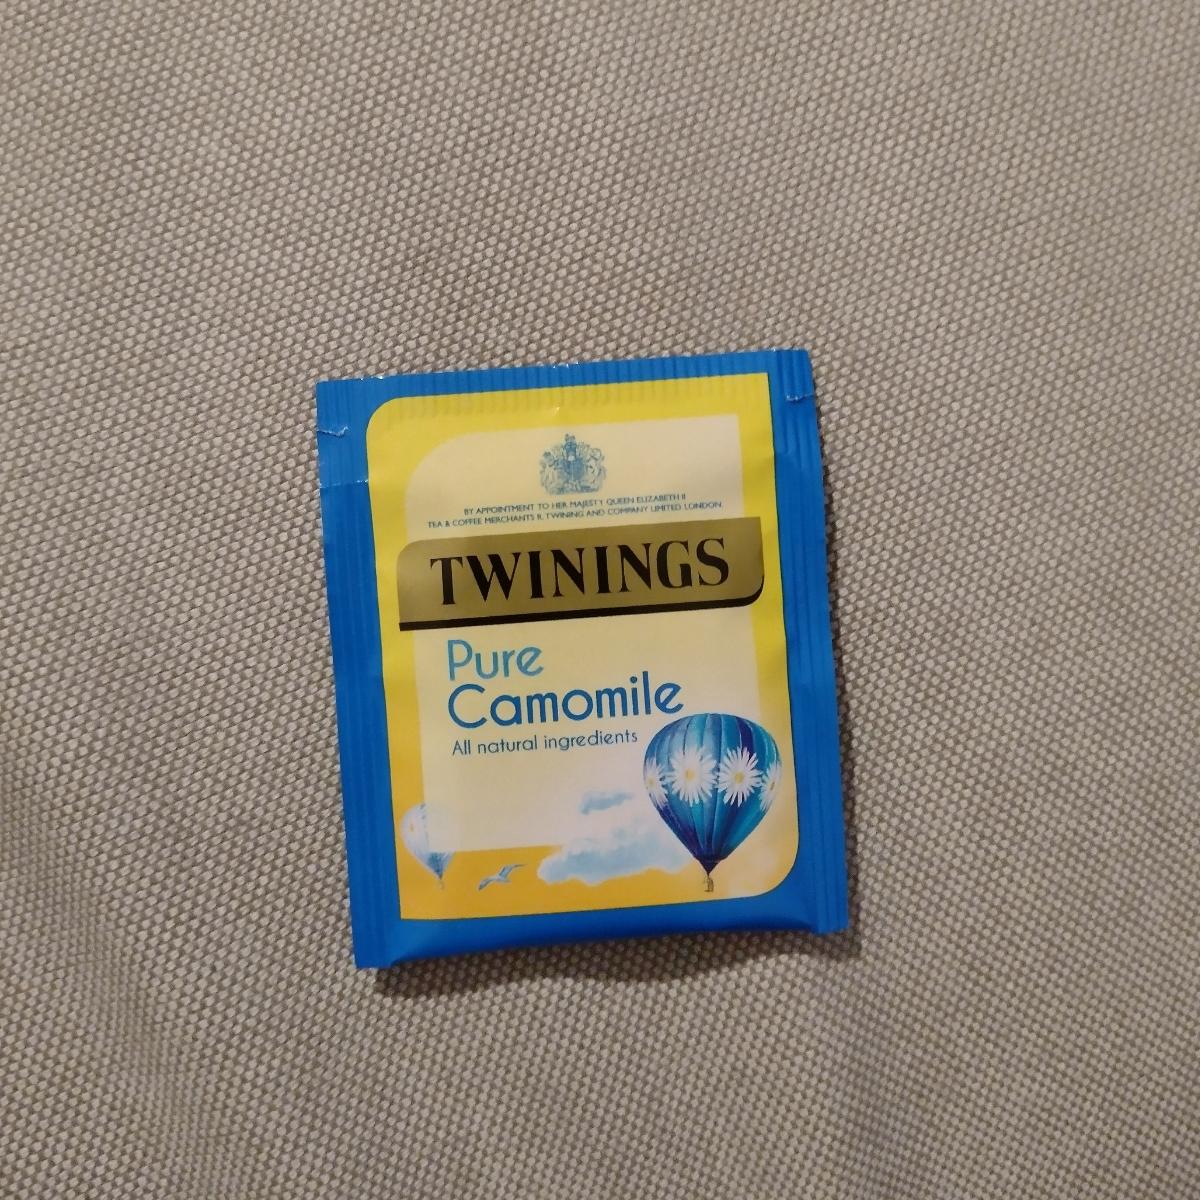 BY APPOINTMENT TO HER MAJESTY QUEEN ELIZABETH II
TEA & COFFEE MERCHANTS R. TWINING AND COMPANY LIMITED LONDON
TWININGS
Pure
Camomile
All natural ingredients